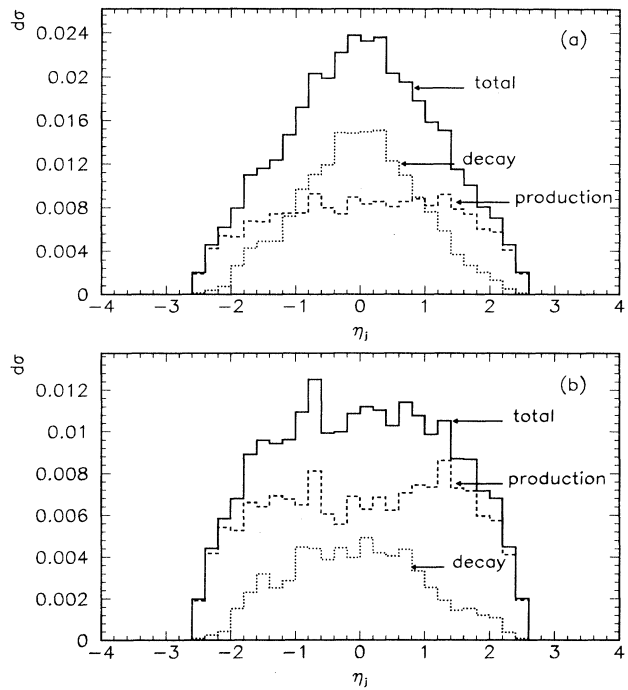 dσ
0.024
0.02
0.016
0.012
0.008
0.004
0
(a)
total
decay
production
−4 −3 −2 −1 0 1 2 3 4
ηj
dσ
0.012
0.01
0.008
0.006
0.004
0.002
0
(b)
total
production
decay
−4 −3 −2 −1 0 1 2 3 4
ηj